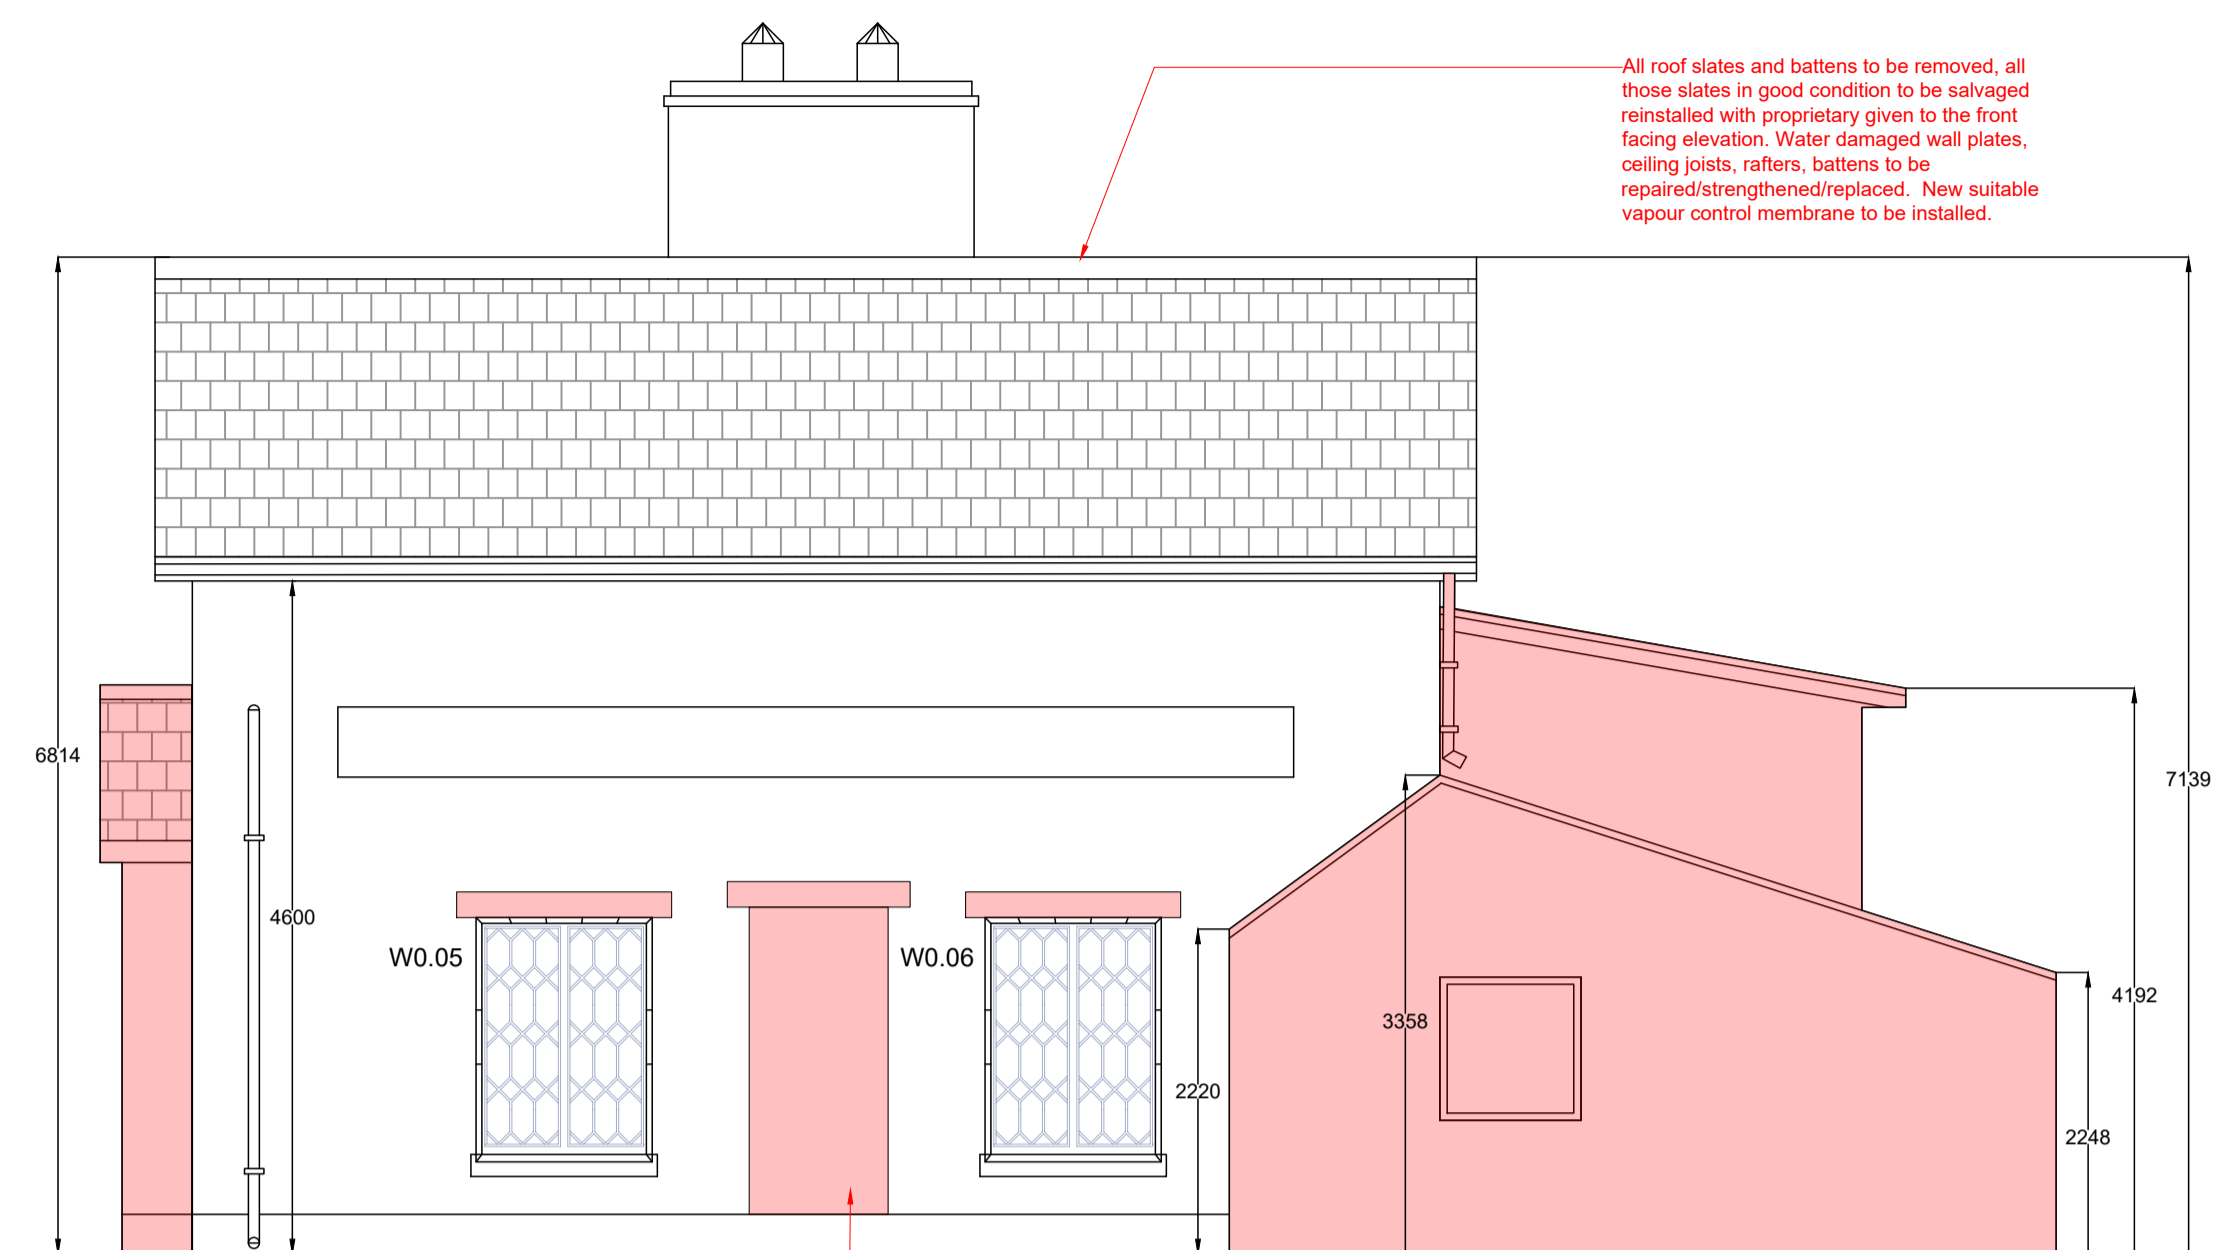 All roof slates and battens to be removed, all
those slates in good condition to be salvaged
reinstalled with proprietary given to the front
facing elevation. Water damaged wall plates,
ceiling joists, rafters, battens to be
repaired/strengthened/replaced.  New suitable
vapour control membrane to be installed.
6814
7139
4600
W0.05
W0.06
4192
3358
2220
2248